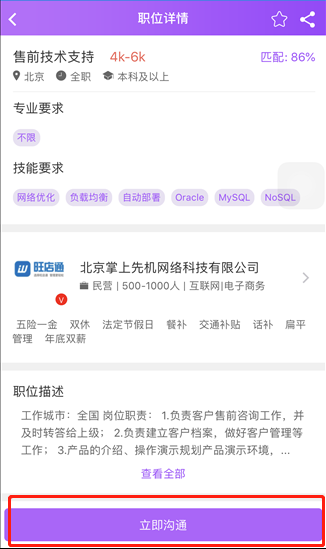 职位详情
售前技术支持 4k-6k 匹配: 86%
北京 全职 本科及以上
专业要求
不限
技能要求
网络优化 负载均衡 自动部署 Oracle MySQL NoSQL
旺店通
北京掌上先机网络科技有限公司
民营 | 500-1000人 | 互联网|电子商务
V
五险一金 双休 法定节假日 餐补 交通补贴 话补 扁平
管理 年底双薪
职位描述
工作城市：全国 岗位职责： 1.负责客户售前咨询工作，并
及时转答给上级； 2.负责建立客户档案，做好客户管理等
工作； 3.产品的介绍、操作演示规划产品演示环境，...
查看全部
立即沟通